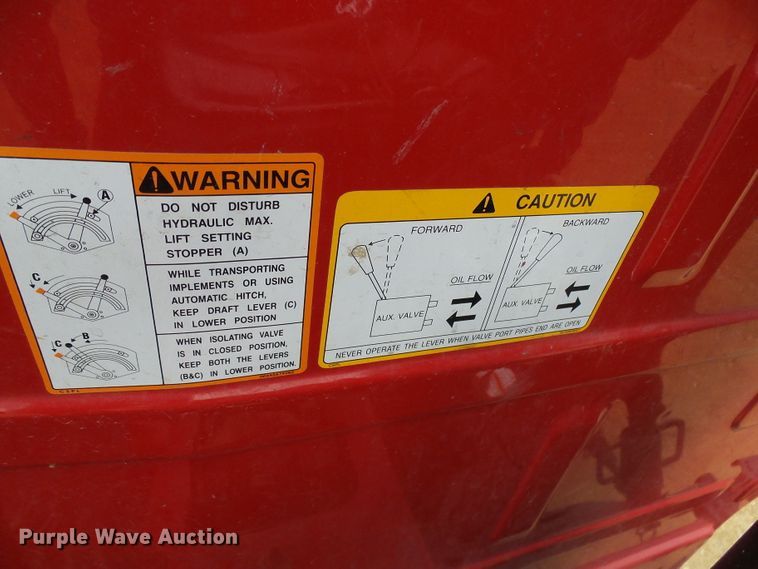 LOWER LIFT A
WARNING
DO NOT DISTURB
HYDRAULIC MAX.
LIFT SETTING
STOPPER (A)
C
WHILE TRANSPORTING
IMPLEMENTS OR USING
AUTOMATIC HITCH,
KEEP DRAFT LEVER (C)
IN LOWER POSITION
C B
WHEN ISOLATING VALVE
IS IN CLOSED POSITION,
KEEP BOTH THE LEVERS
(B&C) IN LOWER POSITION.
CAUTION
FORWARD
OIL FLOW
AUX. VALVE
BACKWARD
OIL FLOW
AUX. VALVE
NEVER OPERATE THE LEVER WHEN VALVE PORT PIPES END ARE OPEN
Purple Wave Auction